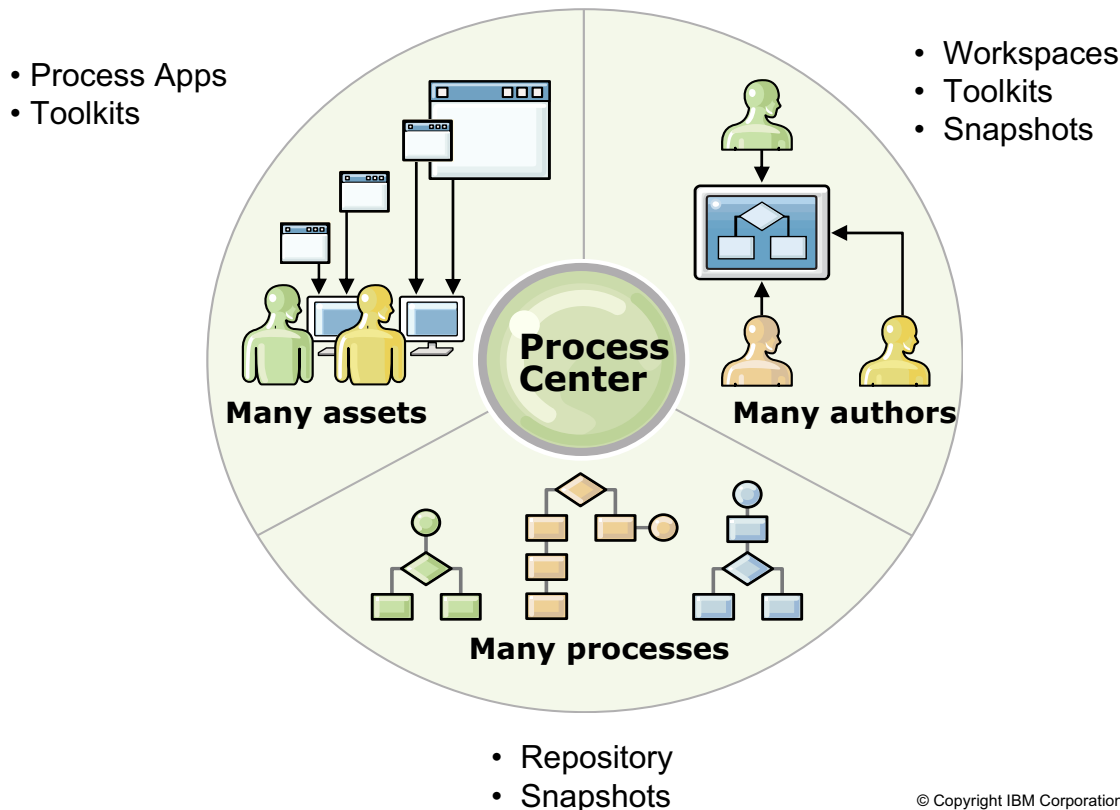 • Process Apps
• Toolkits
• Workspaces
• Toolkits
• Snapshots
Process
Center
Many assets
Many authors
Many processes
• Repository
• Snapshots
© Copyright IBM Corporation